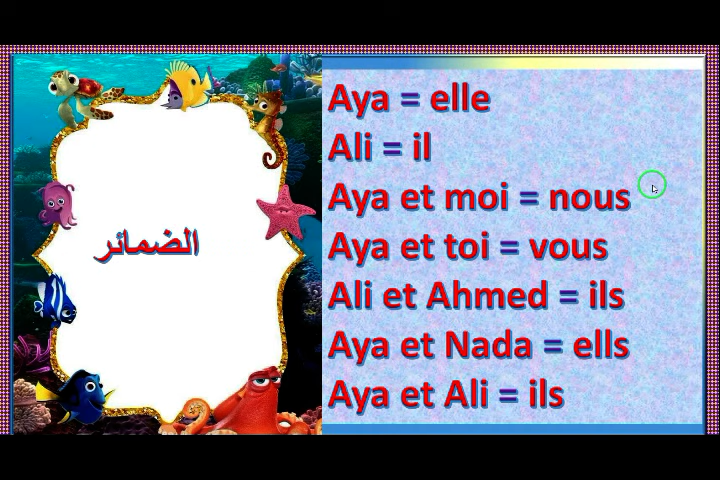 الضمائر
Aya = elle
Ali = il
Aya et moi = nous
Aya et toi = vous
Ali et Ahmed = ils
Aya et Nada = ells
Aya et Ali = ils